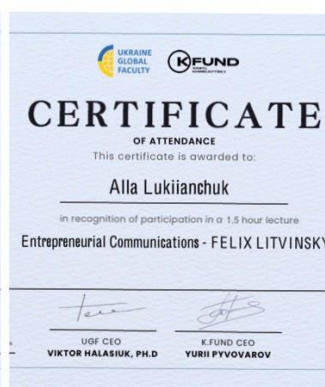 UKRAINE
GLOBAL
FACULTY
K.FUND
CERTIFICATE
OF ATTENDANCE
This certificate is awarded to:
Alla Lukiianchuk
in recognition of participation in a 1,5 hour lecture
Entrepreneurial Communications - FELIX LITVINSKY
UGF CEO
VIKTOR HALASIUK, PH.D
K.FUND CEO
YURII PYVOVAROV